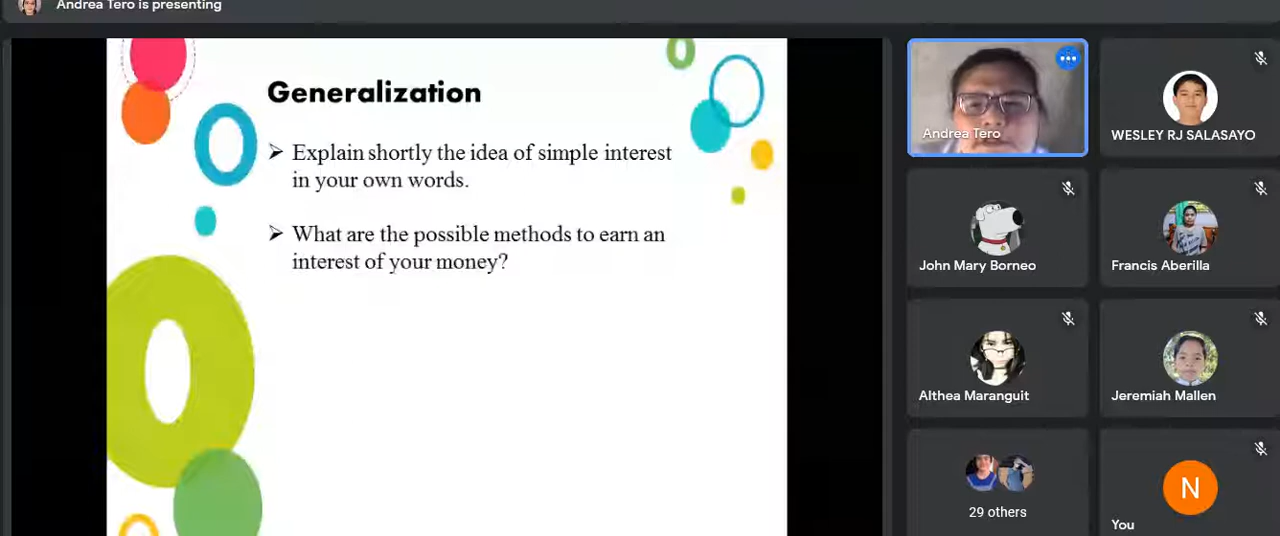 Andrea Tero is presenting
Generalization
➢ Explain shortly the idea of simple interest
in your own words.
➢ What are the possible methods to earn an
interest of your money?
Andrea Tero
WESLEY RJ SALASAYO
John Mary Borneo
Francis Aberilla
Althea Maranguit
Jeremiah Mallen
29 others
N
You